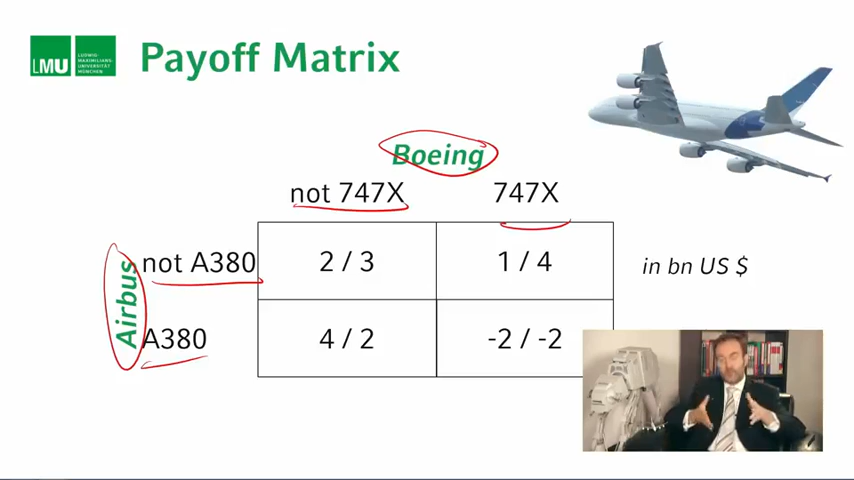 LMU
LUDWIG-
MAXIMILIANS-
UNIVERSITÄT
MÜNCHEN
Payoff Matrix
Boeing
not 747X 747X
Airbus
not A380 2 / 3 1 / 4 in bn US $
A380 4 / 2 -2 / -2